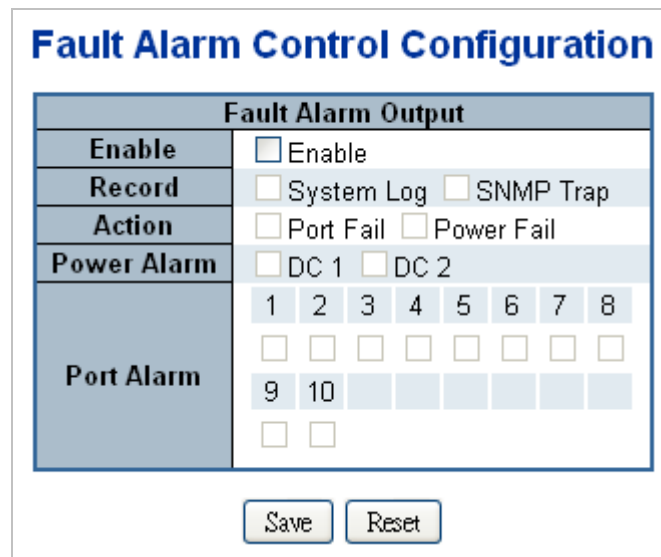 Fault Alarm Control Configuration
Fault Alarm Output
Enable Enable
Record System Log SNMP Trap
Action Port Fail Power Fail
Power Alarm DC 1 DC 2
Port Alarm
1 2 3 4 5 6 7 8
9 10
Save Reset